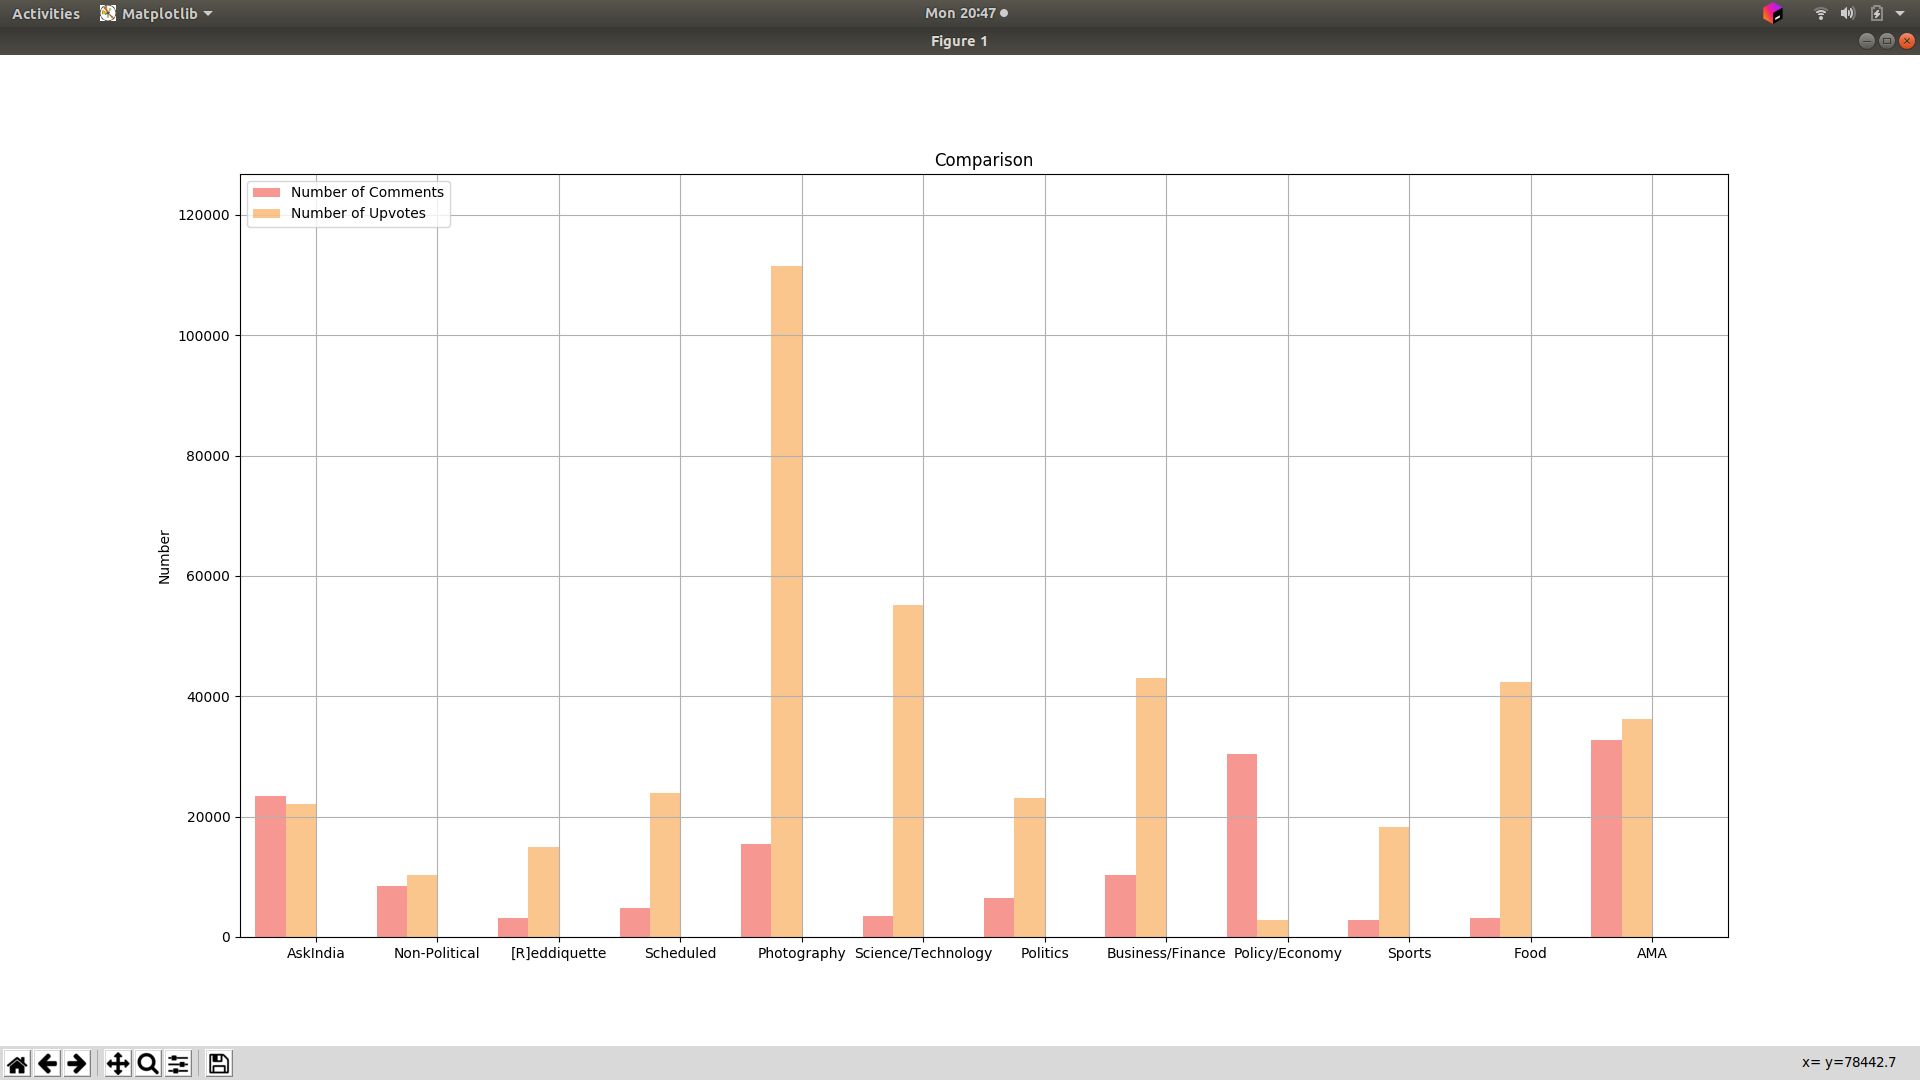 Activities Matplotlib Mon 20:47
Figure 1
Comparison
Number of Comments
Number of Upvotes
120000
100000
80000
60000
40000
20000
0
Number
AskIndia Non-Political [R]eddiquette Scheduled Photography Science/Technology Politics Business/Finance Policy/Economy Sports Food AMA
x= y=78442.7